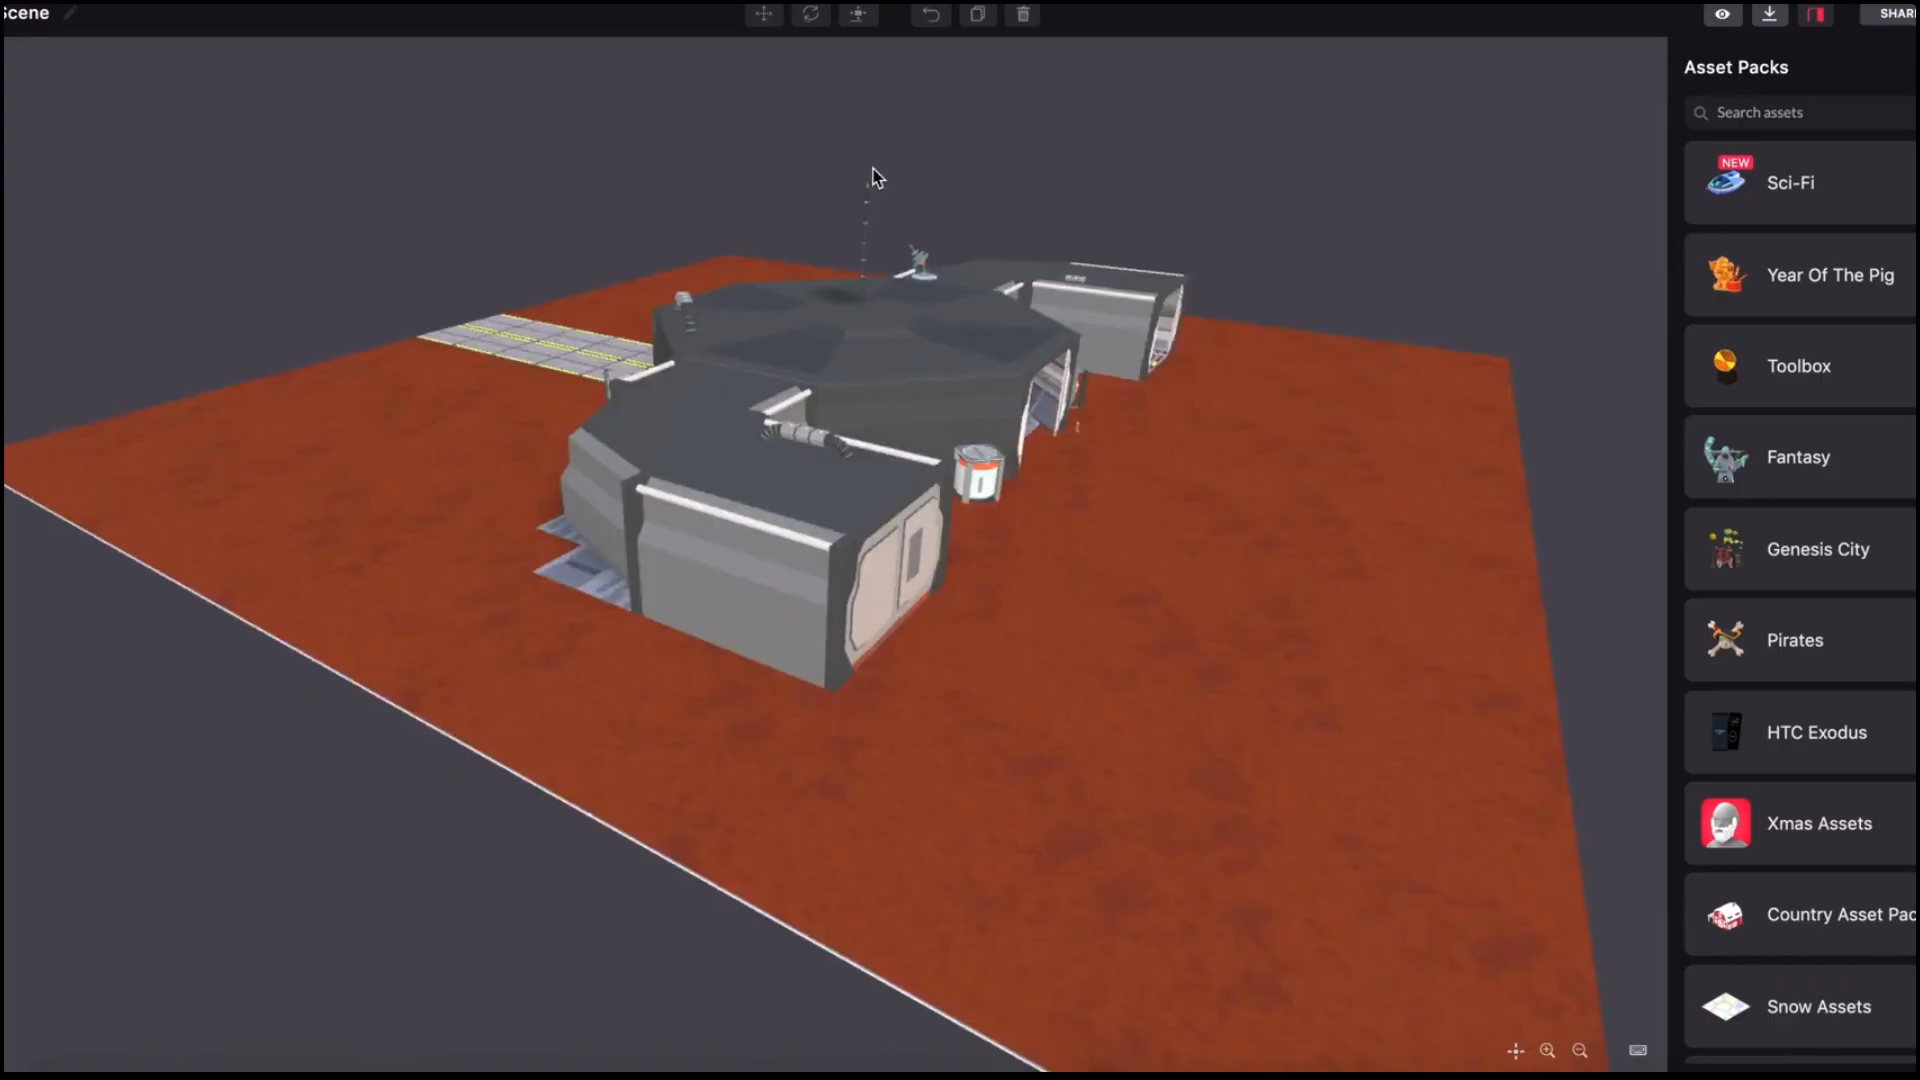 Scene
SHAR
Asset Packs
Search assets
NEW
Sci-Fi
Year Of The Pig
Toolbox
Fantasy
Genesis City
Pirates
HTC Exodus
Xmas Assets
Country Asset Pac
Snow Assets